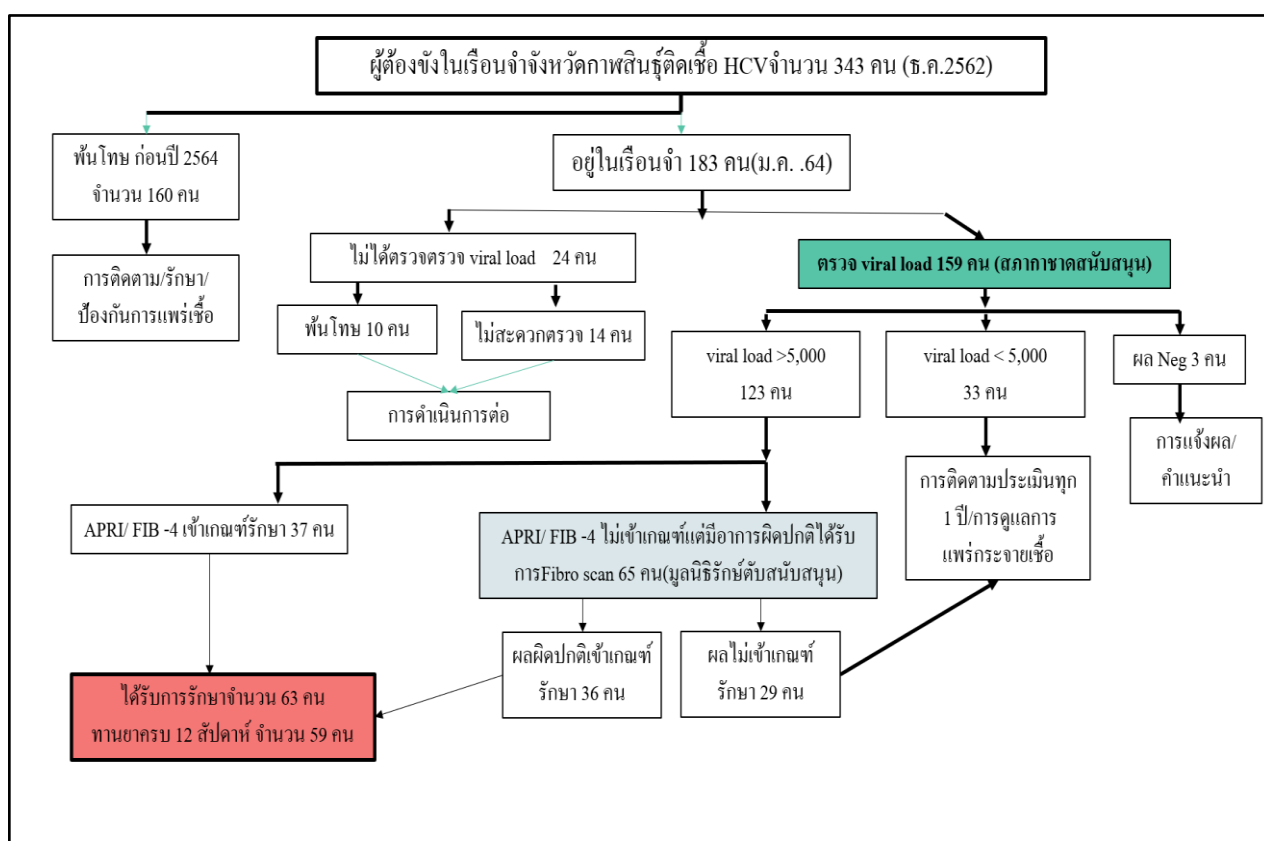 ผู้ต้องขังในเรือนจำจังหวัดกาฬสินธุ์ติดเชื้อ HCVจำนวน 343 คน (ธ.ค.2562)
พ้นโทษ ก่อนปี 2564
จำนวน 160 คน
อยู่ในเรือนจำ 183 คน(ม.ค. .64)
การติดตาม/รักษา/
ป้องกันการแพร่เชื้อ
ไม่ได้ตรวจตรวจ viral load 24 คน
ตรวจ viral load 159 คน (สภากาชาดสนับสนุน)
พ้นโทษ 10 คน
ไม่สะดวกตรวจ 14 คน
การดำเนินการต่อ
viral load >5,000
123 คน
viral load < 5,000
33 คน
ผล Neg 3 คน
การแจ้งผล/
คำแนะนำ
APRI/ FIB -4 เข้าเกณฑ์รักษา 37 คน
APRI/ FIB -4 ไม่เข้าเกณฑ์แต่มีอาการผิดปกติได้รับ
การFibro scan 65 คน(มูลนิธิรักษ์ตับสนับสนุน)
การติดตามประเมินทุก
1 ปี/การดูแลการ
แพร่กระจายเชื้อ
ผลผิดปกติเข้าเกณฑ์
รักษา 36 คน
ผลไม่เข้าเกณฑ์
รักษา 29 คน
ได้รับการรักษาจำนวน 63 คน
ทานยาครบ 12 สัปดาห์ จำนวน 59 คน